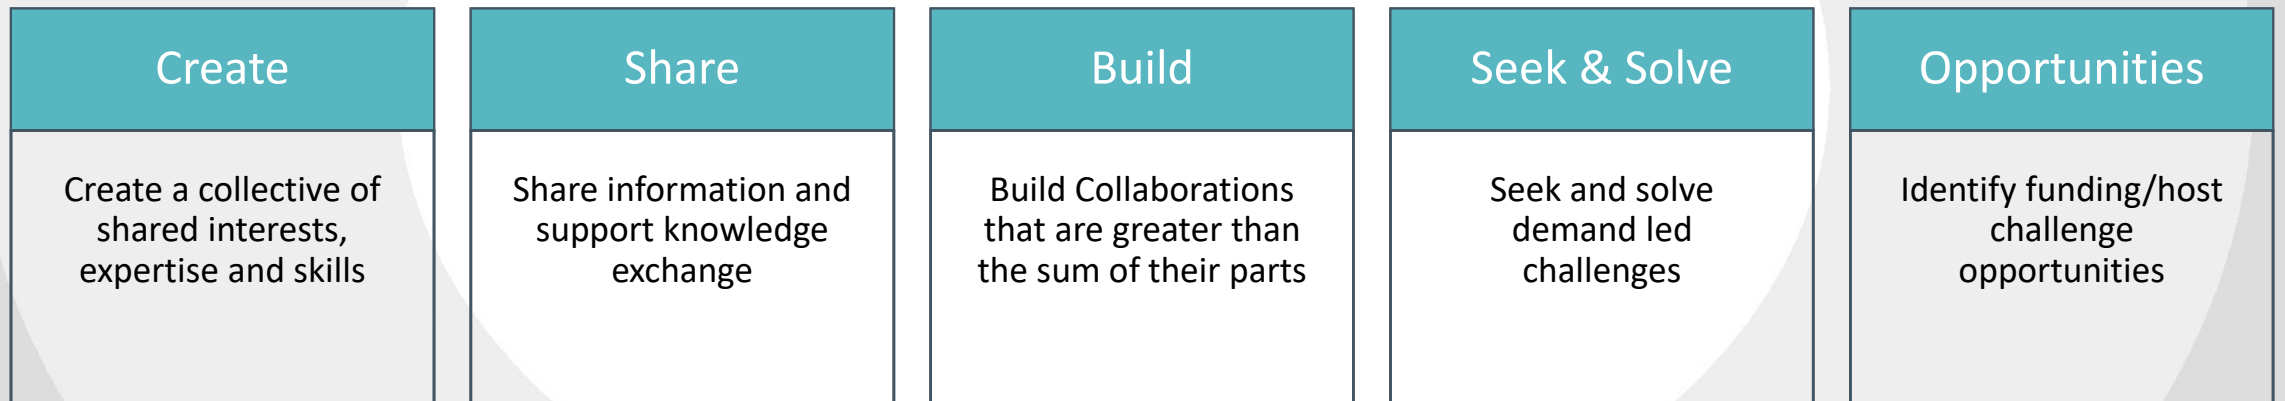 Create
Create a collective of
shared interests,
expertise and skills
Share
Share information and
support knowledge
exchange
Build
Build Collaborations
that are greater than
the sum of their parts
Seek & Solve
Seek and solve
demand led
challenges
Opportunities
Identify funding/host
challenge
opportunities